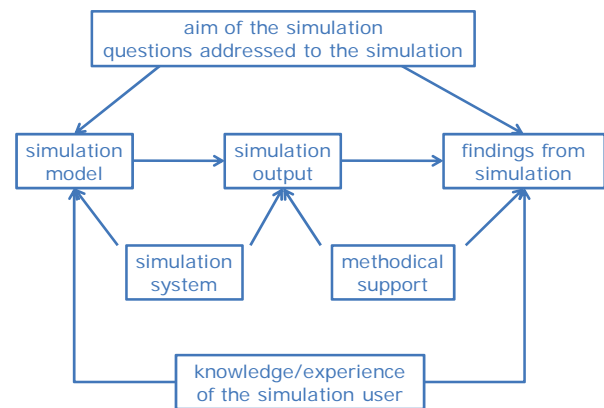 aim of the simulation
questions addressed to the simulation
simulation
model
simulation
output
findings from
simulation
simulation
system
methodical
support
knowledge/experience
of the simulation user